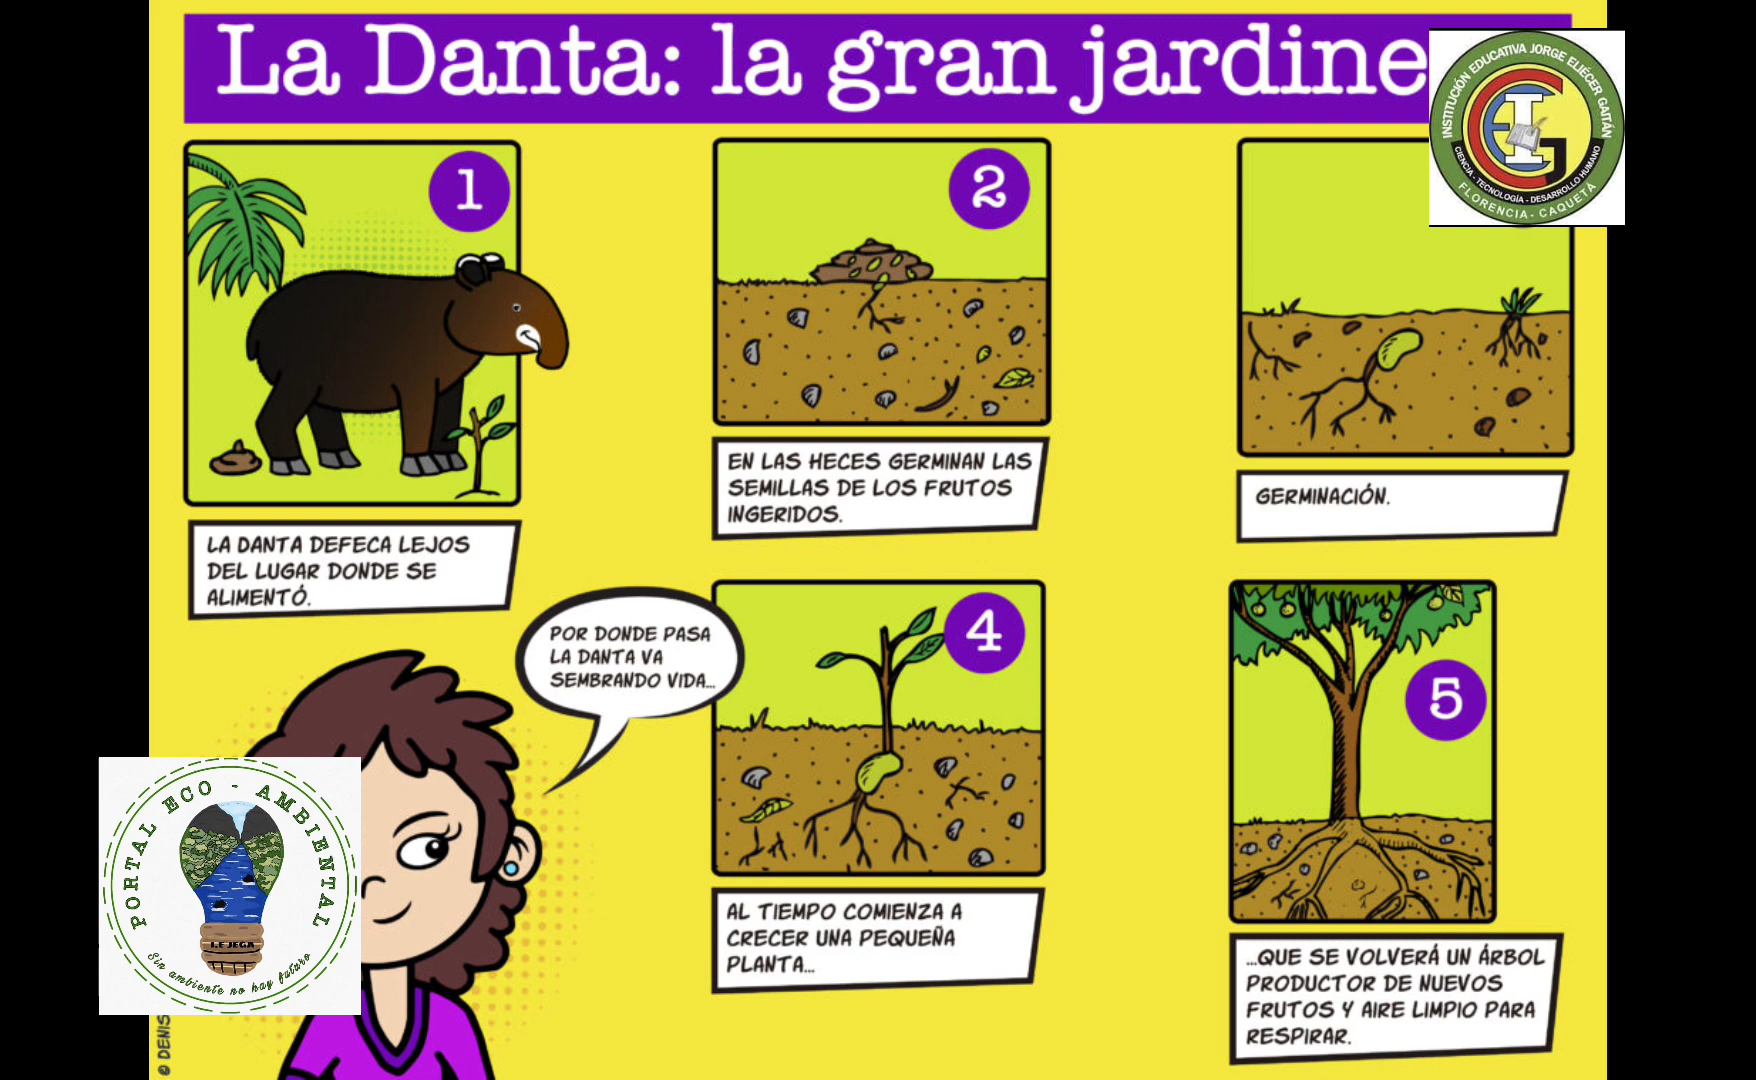 La Danta: la gran jardine
INSTITUCIÓN EDUCATIVA JORGE ELIÉCER GAITÁN
CIENCIA - TECNOLOGÍA - DESARROLLO HUMANO
FLORENCIA - CAQUETÁ
1
2
LA DANTA DEFECA LEJOS
DEL LUGAR DONDE SE
ALIMENTÓ.
EN LAS HECES GERMINAN LAS
SEMILLAS DE LOS FRUTOS
INGERIDOS.
GERMINACIÓN.
POR DONDE PASA
LA DANTA VA
SEMBRANDO VIDA...
4
AL TIEMPO COMIENZA A
CRECER UNA PEQUEÑA
PLANTA...
5
...QUE SE VOLVERÁ UN ÁRBOL
PRODUCTOR DE NUEVOS
FRUTOS Y AIRE LIMPIO PARA
RESPIRAR.
PORTAL ECO - AMBIENTAL
I.E JEGA
Sin ambiente no hay futuro
© DENIS